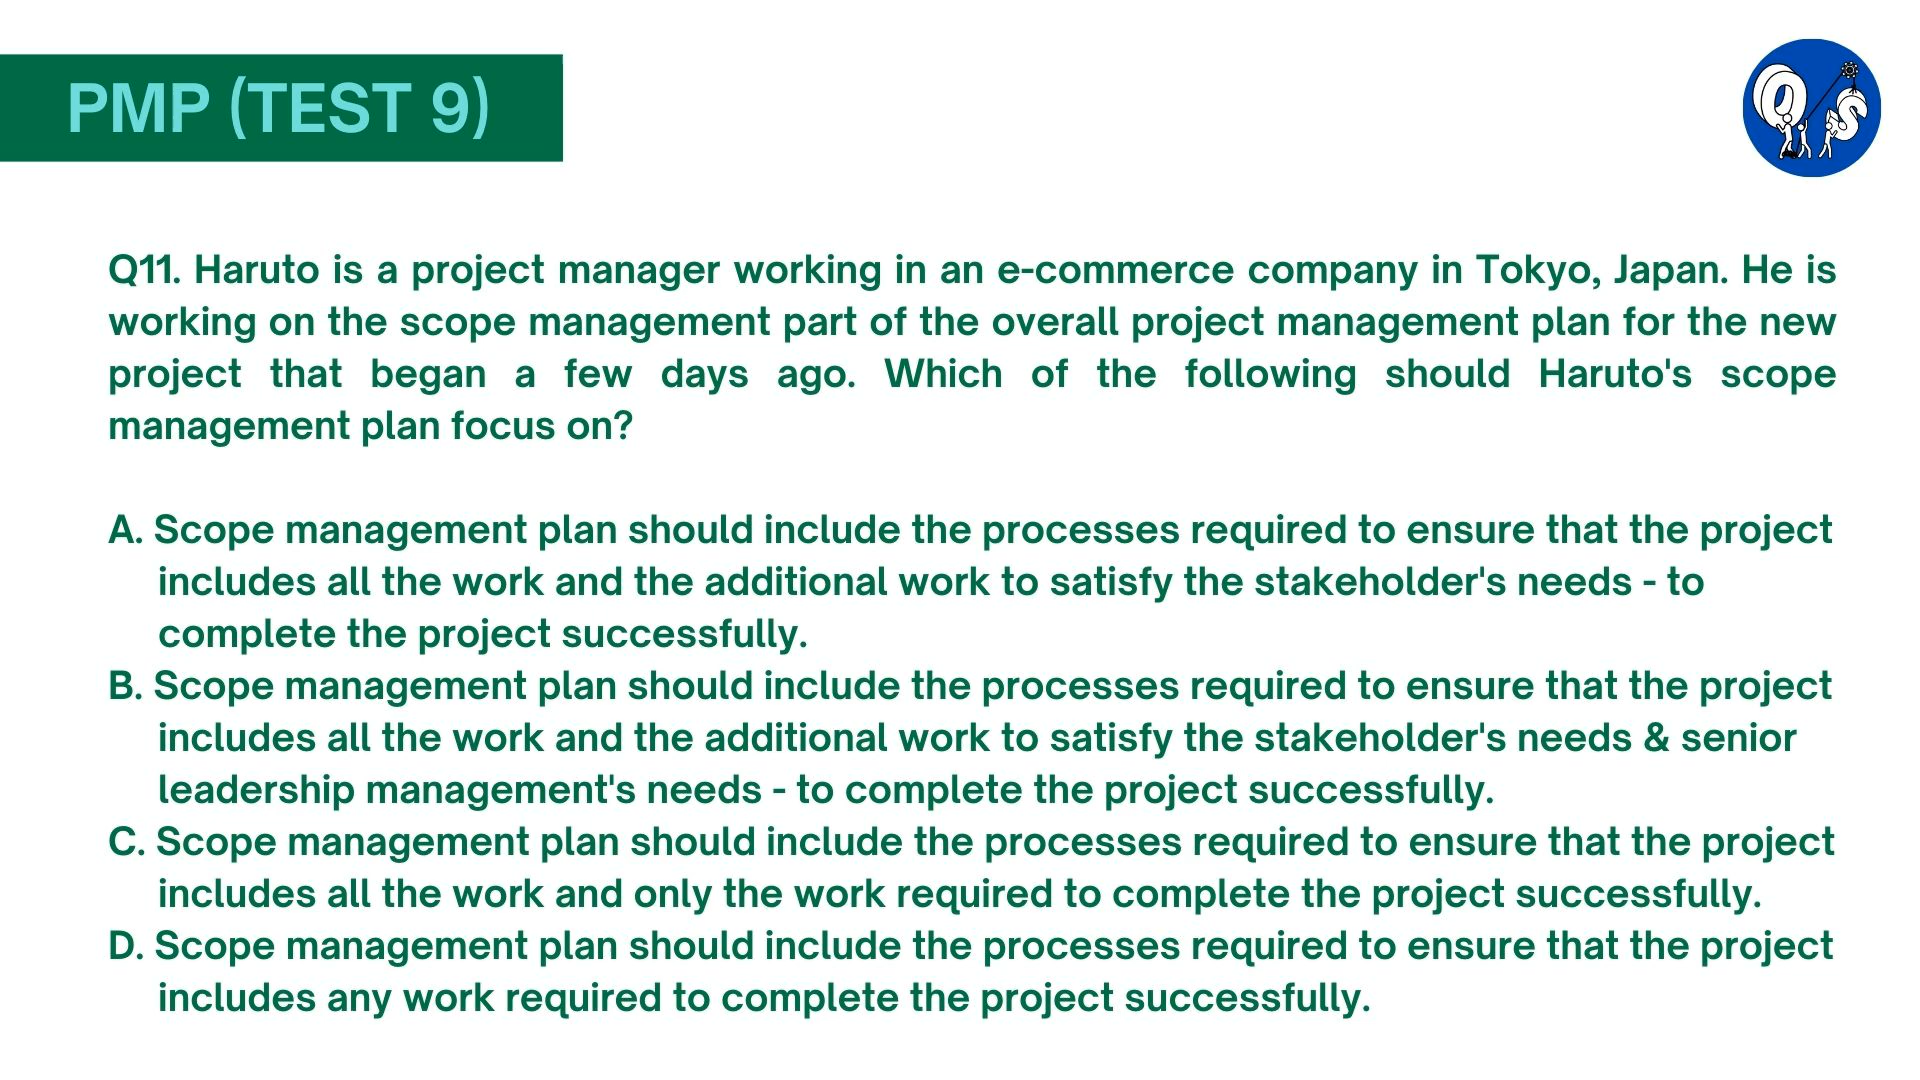 PMP (TEST 9)
Q S
Q11. Haruto is a project manager working in an e-commerce company in Tokyo, Japan. He is
working on the scope management part of the overall project management plan for the new
project that began a few days ago. Which of the following should Haruto's scope
management plan focus on?
A. Scope management plan should include the processes required to ensure that the project
includes all the work and the additional work to satisfy the stakeholder's needs - to
complete the project successfully.
B. Scope management plan should include the processes required to ensure that the project
includes all the work and the additional work to satisfy the stakeholder's needs & senior
leadership management's needs - to complete the project successfully.
C. Scope management plan should include the processes required to ensure that the project
includes all the work and only the work required to complete the project successfully.
D. Scope management plan should include the processes required to ensure that the project
includes any work required to complete the project successfully.